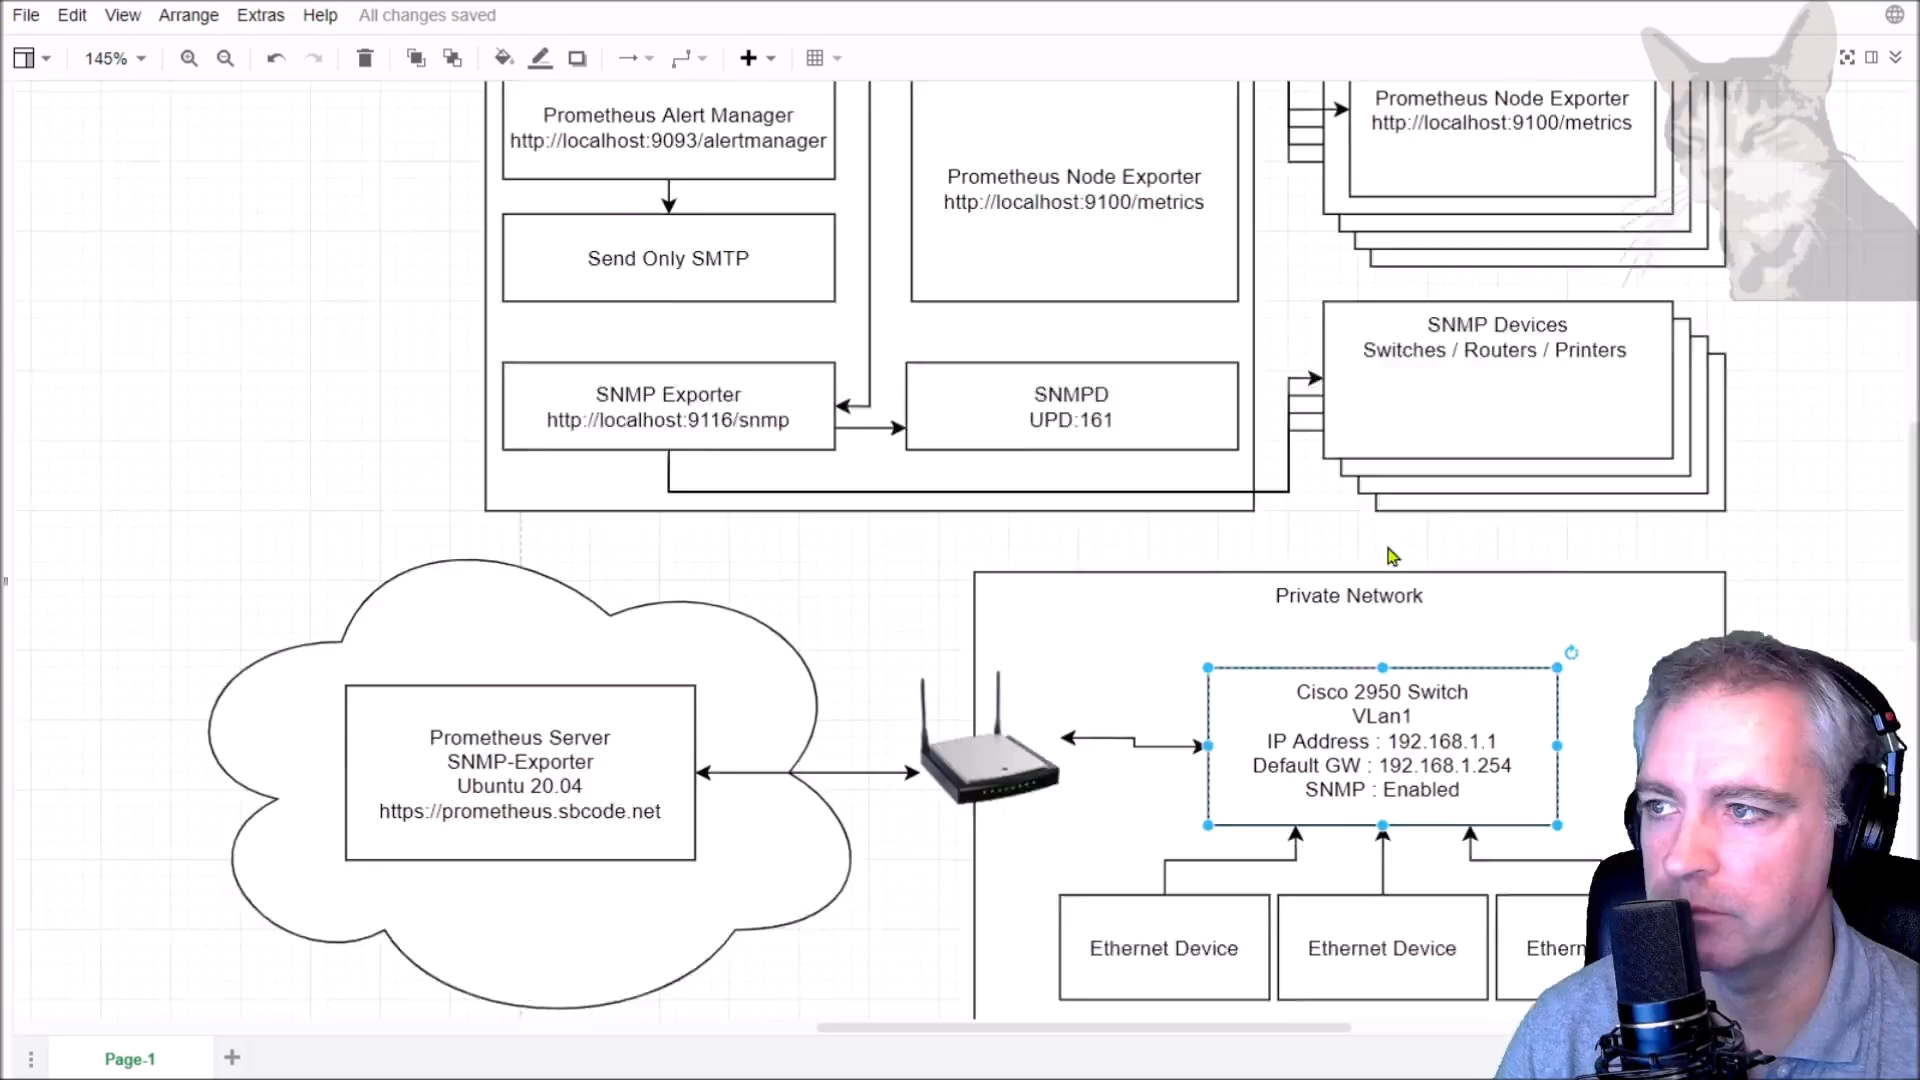 File Edit View Arrange Extras Help All changes saved
145%
Prometheus Alert Manager
http://localhost:9093/alertmanager
Prometheus Node Exporter
http://localhost:9100/metrics
Prometheus Node Exporter
http://localhost:9100/metrics
Send Only SMTP
SNMP Devices
Switches / Routers / Printers
SNMP Exporter
http://localhost:9116/snmp
SNMPD
UPD:161
Private Network
Cisco 2950 Switch
VLan1
IP Address : 192.168.1.1
Default GW : 192.168.1.254
SNMP : Enabled
Prometheus Server
SNMP-Exporter
Ubuntu 20.04
https://prometheus.sbcode.net
Ethernet Device
Ethernet Device
Page-1